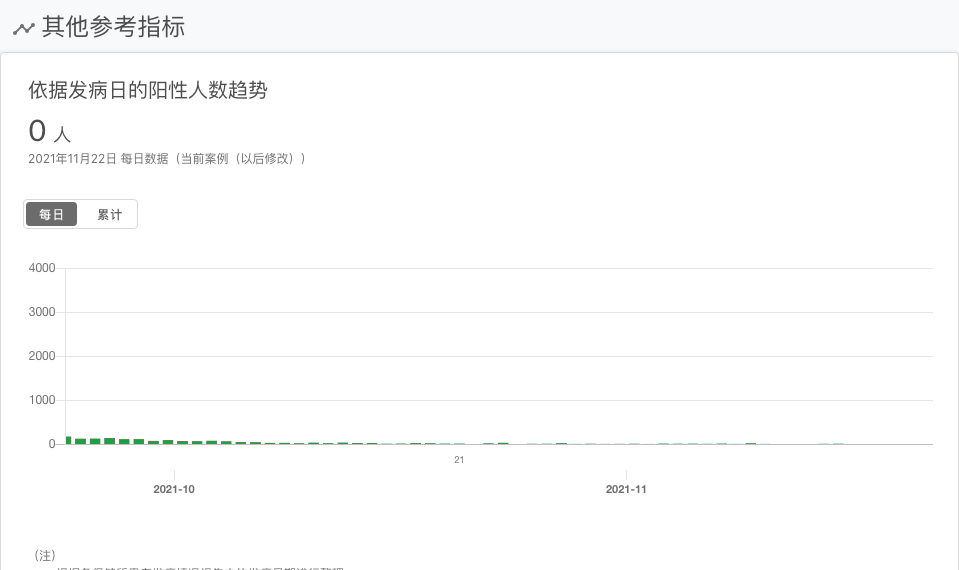 其他参考指标
依据发病日的阳性人数趋势
0 人
2021年11月22日 每日数据（当前案例（以后修改））
每日 累计
4000
3000
2000
1000
0
21
2021-10 2021-11
（注）